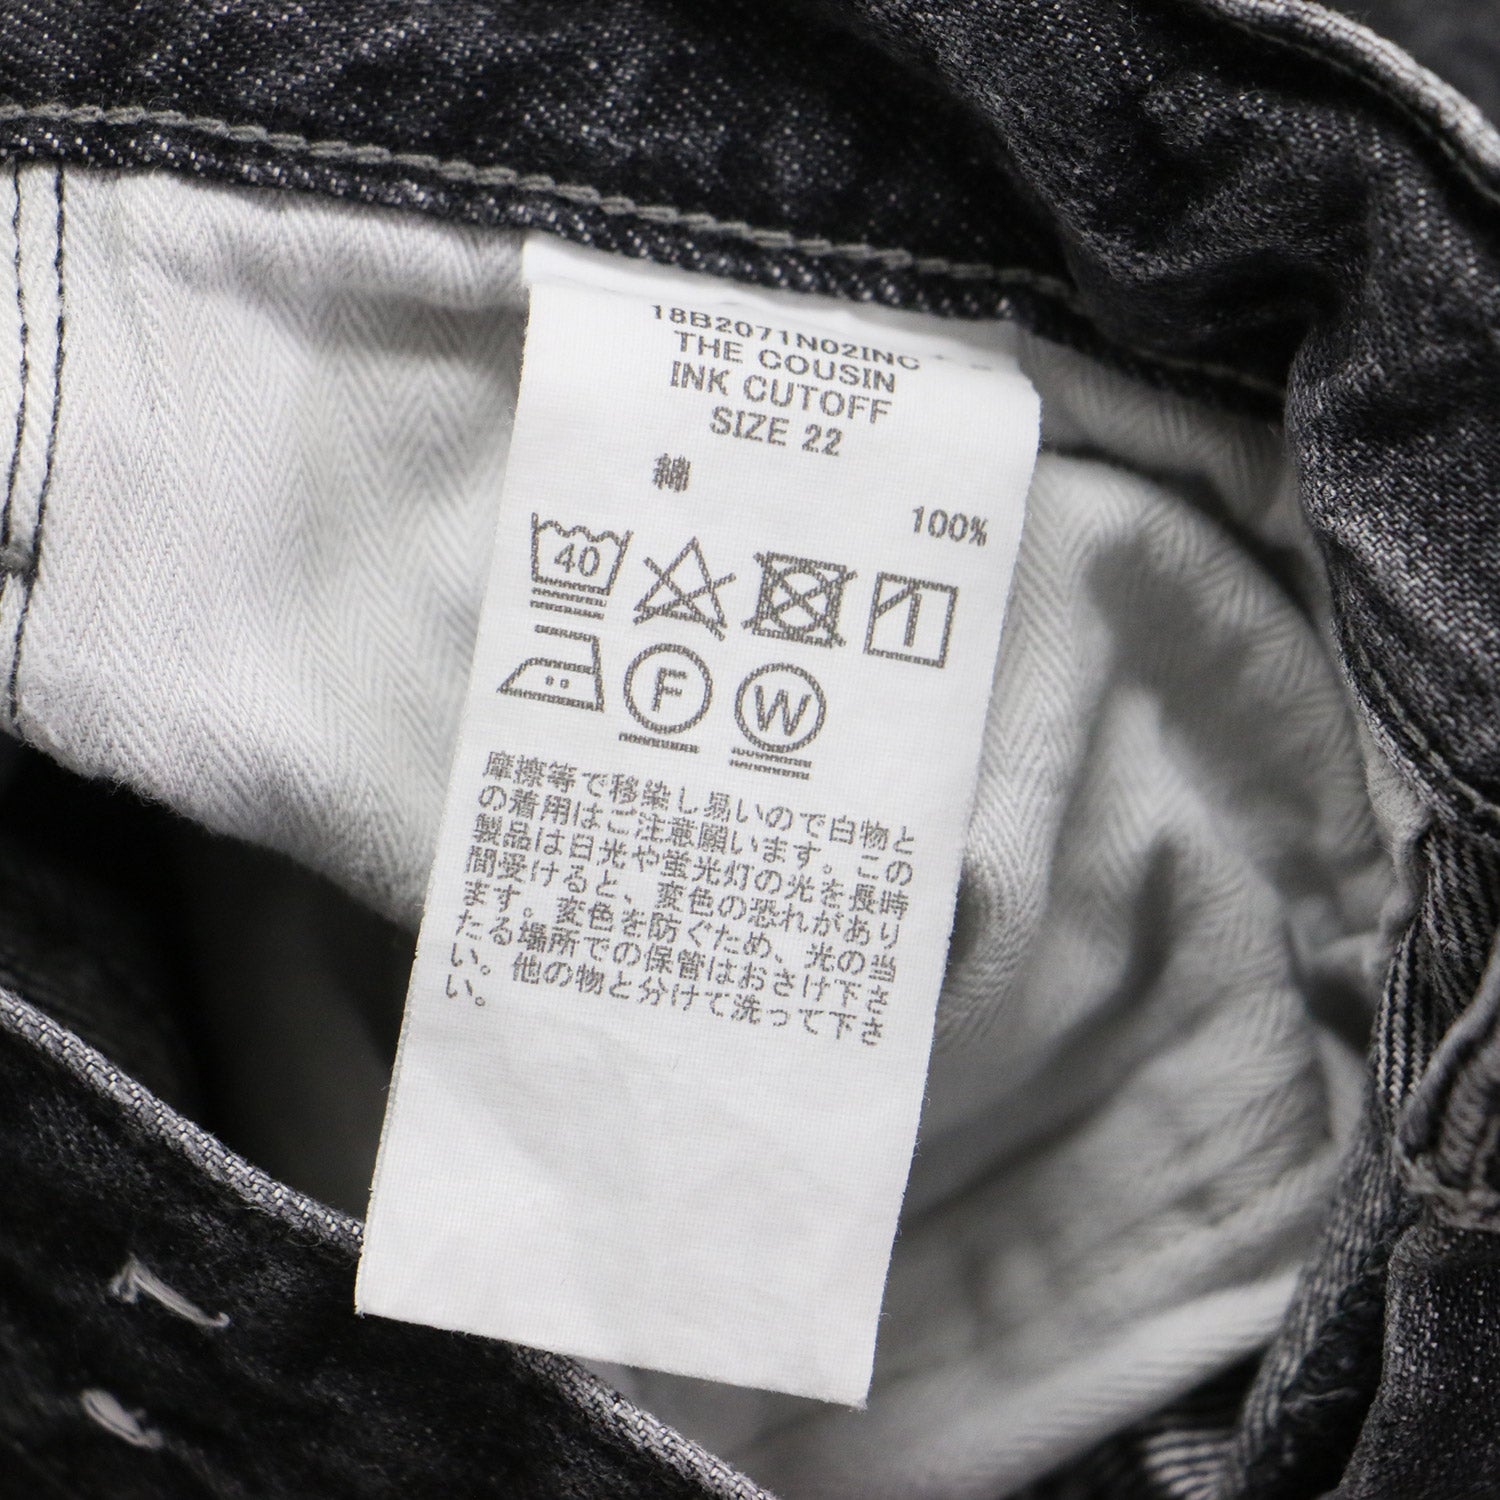 18B2071N02INC
THE COUSIN
INK CUTOFF
SIZE 22
綿 100%
40
F W
摩擦等で移染し易いので白物と
の着用はご注意願います。この
製品は日光や蛍光灯の光を長時
間受けると、変色の恐れがあり
ます。変色を防ぐため、光の当
たる場所での保管はおさけ下さ
い。他の物と分けて洗って下さ
い。